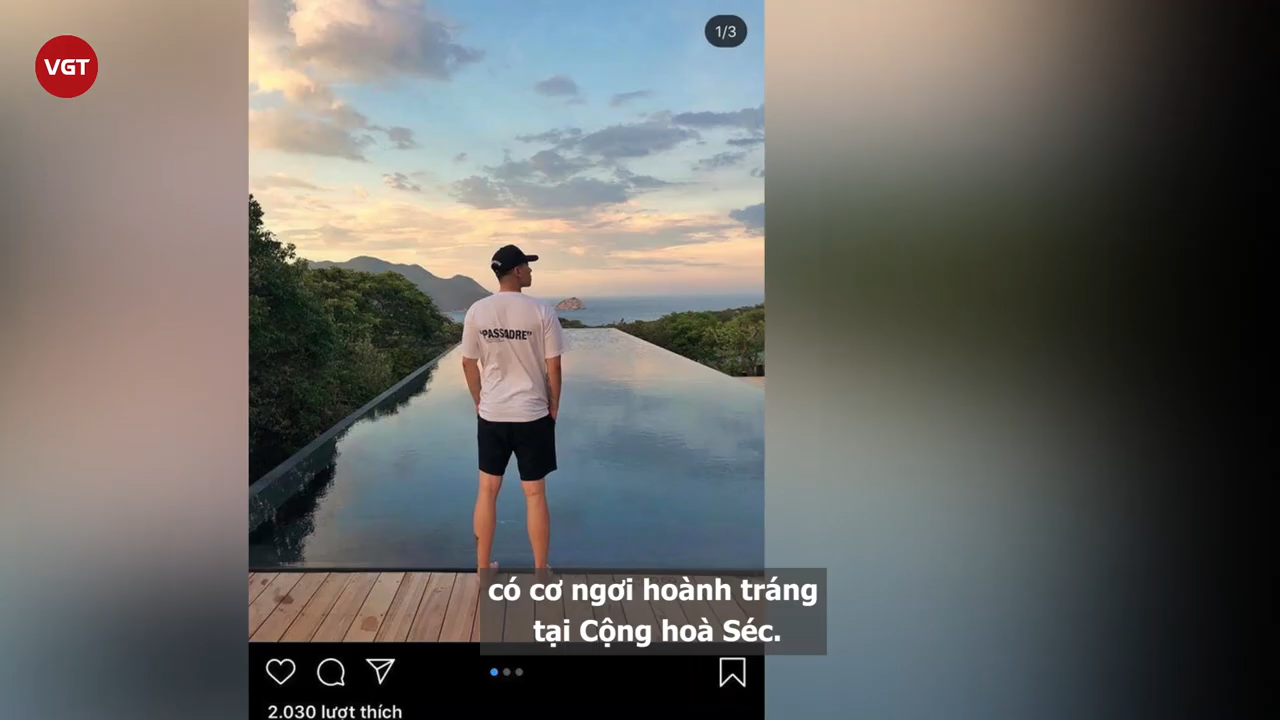 VGT
1/3
"PASSADRE"
có cơ ngơi hoành tráng
tại Cộng hoà Séc.
2.030 lượt thích